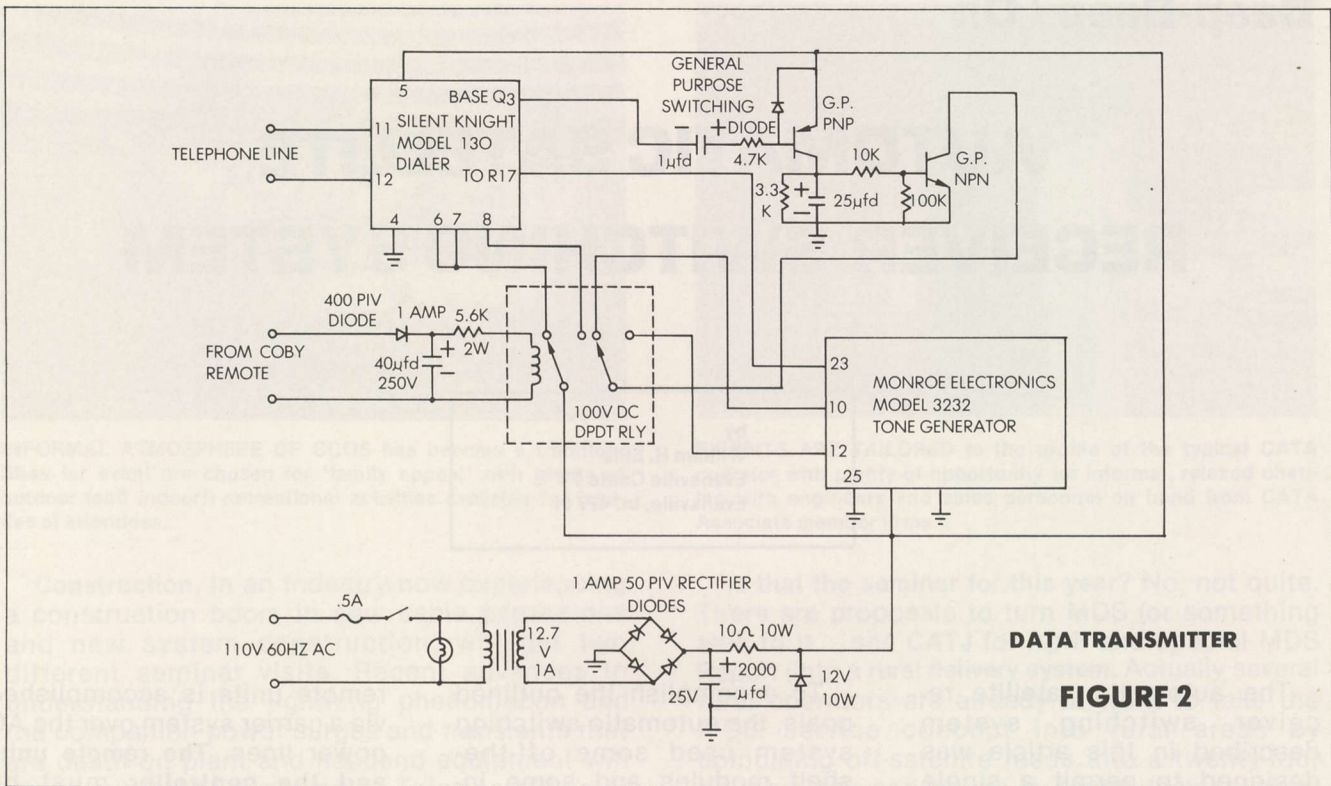 GENERAL
PURPOSE
SWITCHING
DIODE
G.P.
PNP
5
BASE Q3
SILENT KNIGHT
MODEL 130
DIALER
TO R17
11
12
TELEPHONE LINE
4 6 7 8
− +
1µfd
4.7K
10K
G.P.
NPN
3.3
K
+
−
25µfd
100K
400 PIV
DIODE
1 AMP
5.6K
2W
FROM COBY
REMOTE
40µfd
250V
+
−
100V DC
DPDT RLY
23
10
12
25
MONROE ELECTRONICS
MODEL 3232
TONE GENERATOR
1 AMP 50 PIV RECTIFIER
DIODES
.5A
110V 60HZ AC
12.7
1A
10Ω 10W
+
2000
µfd
25V
−
12V
10W
DATA TRANSMITTER
FIGURE 2